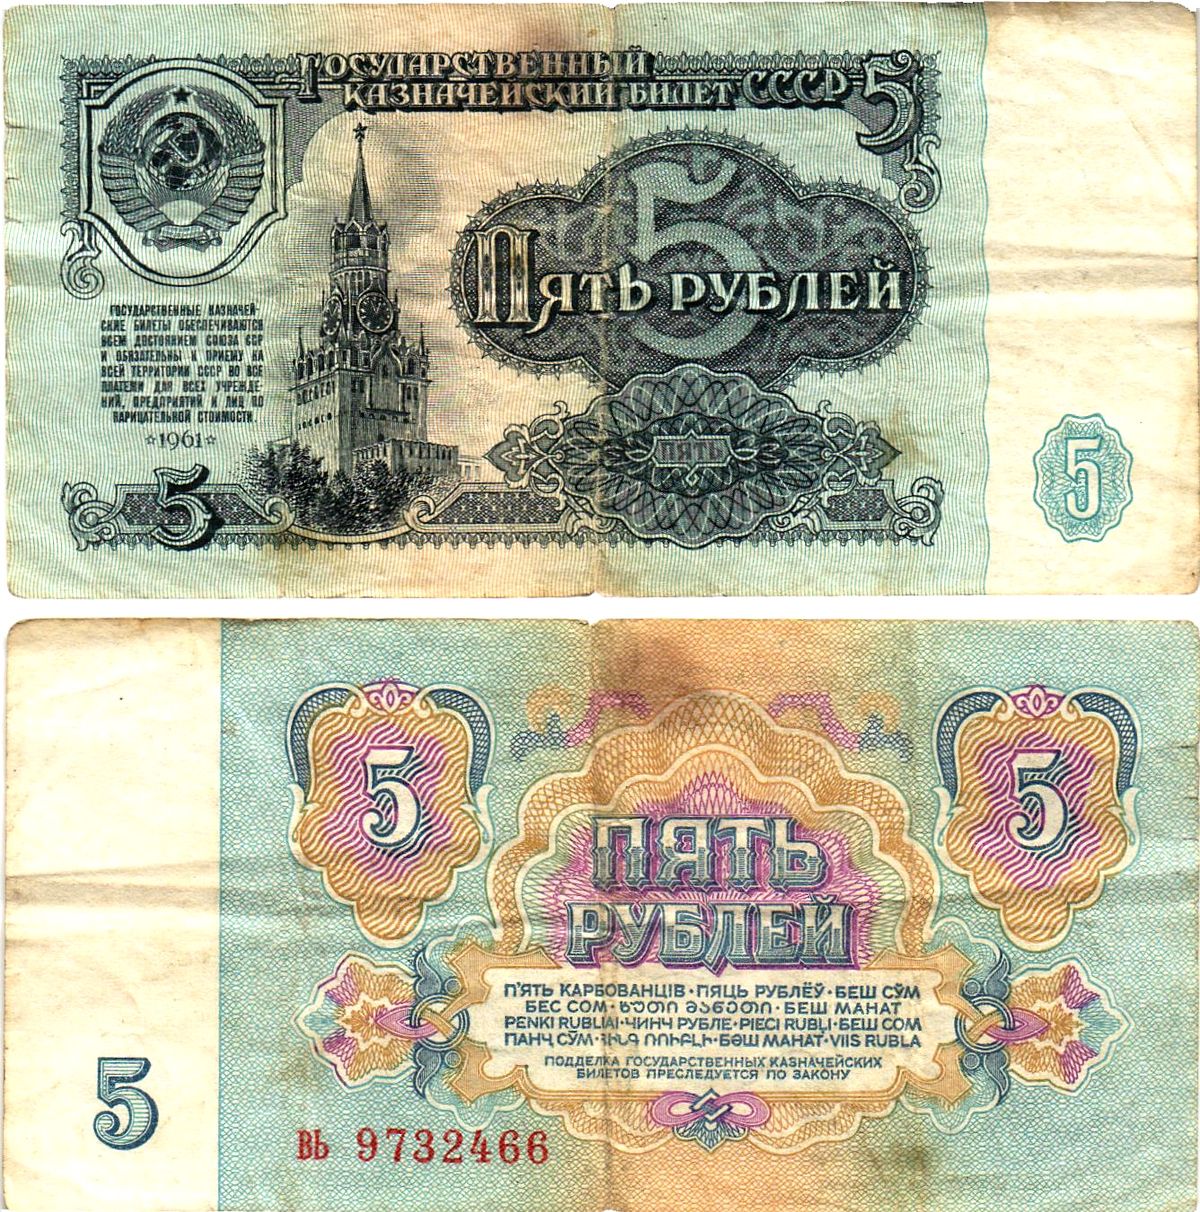 ГОСУДАРСТВЕННЫЙ
КАЗНАЧЕЙСКИЙ БИЛЕТ СССР
5
5
5
ПЯТЬ РУБЛЕЙ
5
ГОСУДАРСТВЕННЫЕ КАЗНАЧЕЙ-
СКИЕ БИЛЕТЫ ОБЕСПЕЧИВАЮТСЯ
ВСЕМ ДОСТОЯНИЕМ СОЮЗА ССР
И ОБЯЗАТЕЛЬНЫ К ПРИЕМУ НА
ВСЕЙ ТЕРРИТОРИИ СССР ВО ВСЕ
ПЛАТЕЖИ ДЛЯ ВСЕХ УЧРЕЖДЕ-
НИЙ, ПРЕДПРИЯТИЙ И ЛИЦ ПО
НАРИЦАТЕЛЬНОЙ СТОИМОСТИ.
☆1961☆
ПЯТЬ
5
5
5 5
ПЯТЬ
РУБЛЕЙ
П'ЯТЬ КАРБОВАНЦІВ · ПЯЦЬ РУБЛЁЎ · БЕШ СЎМ
БЕС СОМ · ხუთი მანეთი · БЕШ МАНАТ
PENKI RUBLIAI · ЧИНЧ РУБЛЕ · PIECI RUBĻI · БЕШ СОМ
ПАНҶ СӮМ · ՀԻՆԳ ՌՈՒԲԼԻ · БӘШ МАНАТ · VIIS RUBLA
ПОДДЕЛКА ГОСУДАРСТВЕННЫХ КАЗНАЧЕЙСКИХ
БИЛЕТОВ ПРЕСЛЕДУЕТСЯ ПО ЗАКОНУ
5
ВЬ 9732466